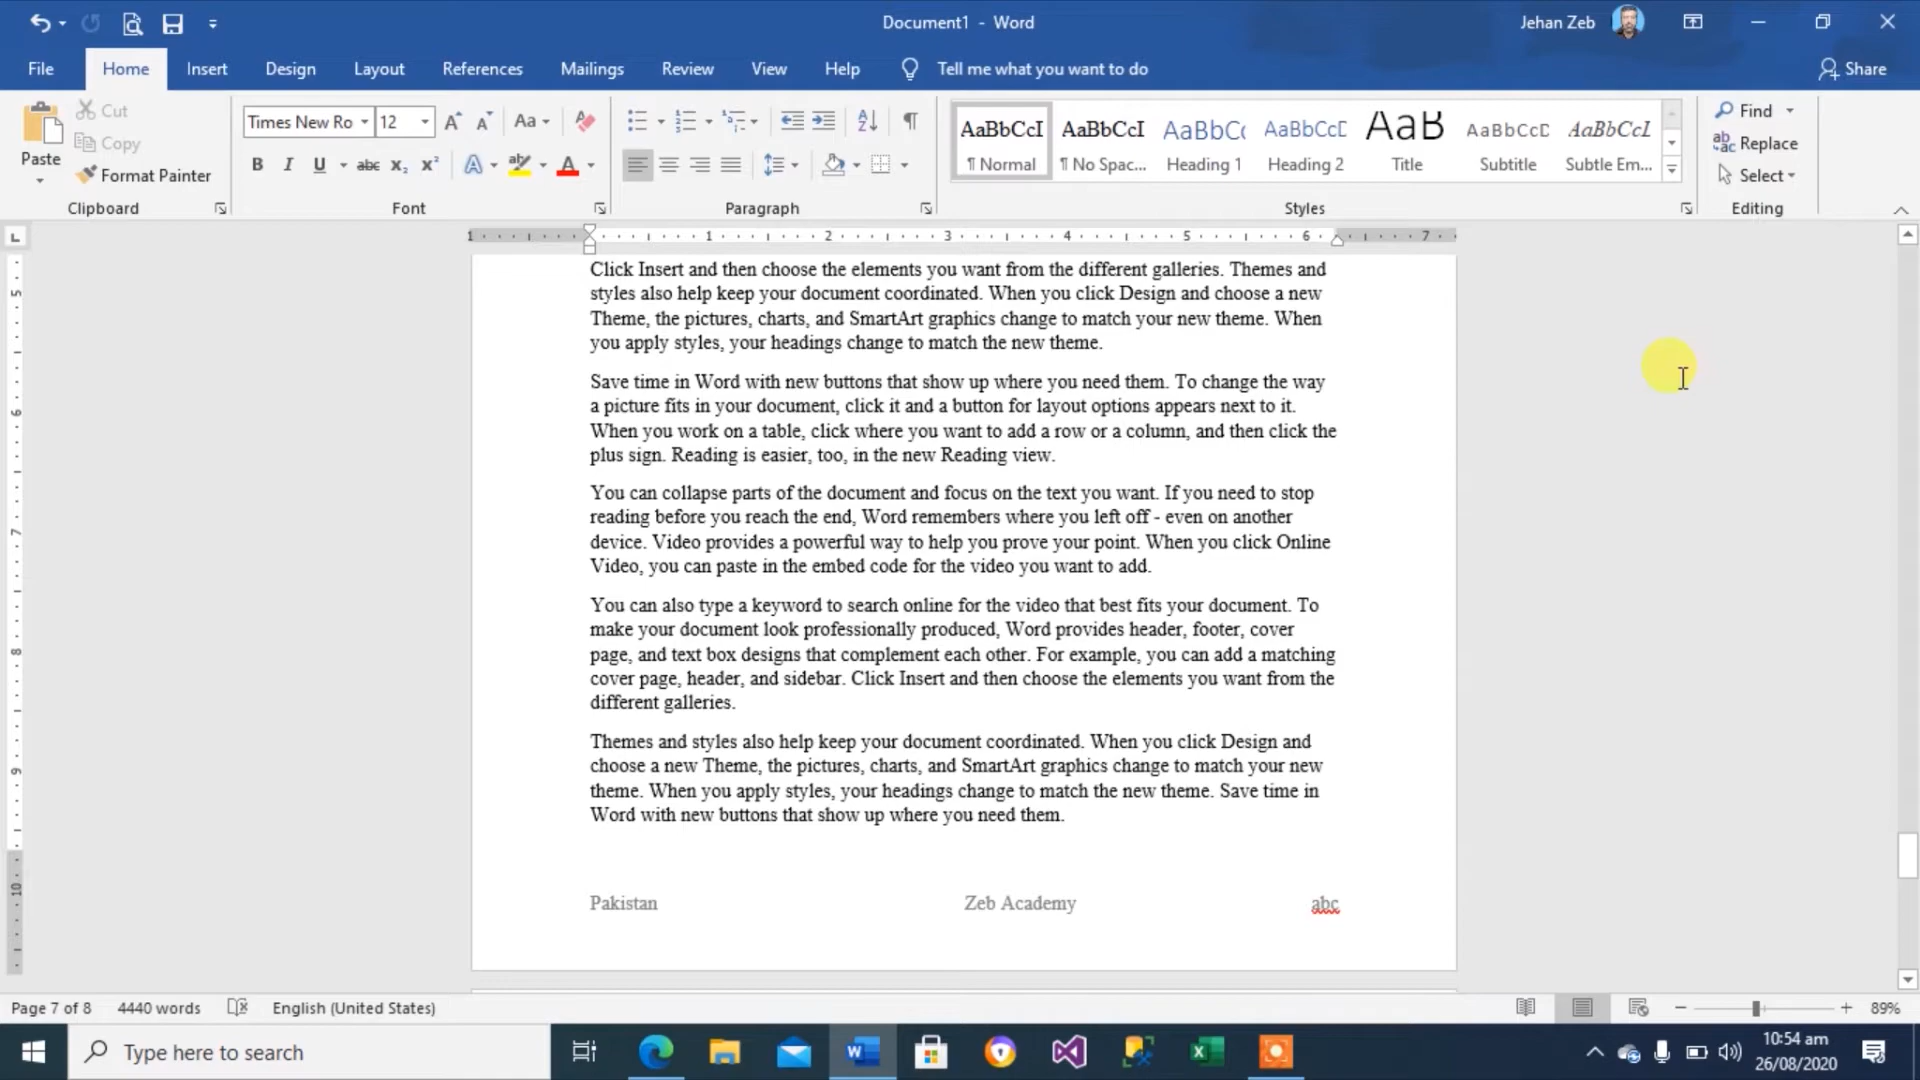 Document1 - Word
Jehan Zeb
File Home Insert Design Layout References Mailings Review View Help Tell me what you want to do Share
Paste
Cut
Copy
Format Painter
Clipboard
Times New Ro 12
Font
Paragraph
AaBbCcI AaBbCcI AaBbCc AaBbCcD AaB AaBbCcD AaBbCcI
¶ Normal ¶ No Spac... Heading 1 Heading 2 Title Subtitle Subtle Em...
Styles
Find
Replace
Select
Editing
1 1 2 3 4 5 6 7
Click Insert and then choose the elements you want from the different galleries. Themes and
styles also help keep your document coordinated. When you click Design and choose a new
Theme, the pictures, charts, and SmartArt graphics change to match your new theme. When
you apply styles, your headings change to match the new theme.
Save time in Word with new buttons that show up where you need them. To change the way
a picture fits in your document, click it and a button for layout options appears next to it.
When you work on a table, click where you want to add a row or a column, and then click the
plus sign. Reading is easier, too, in the new Reading view.
You can collapse parts of the document and focus on the text you want. If you need to stop
reading before you reach the end, Word remembers where you left off - even on another
device. Video provides a powerful way to help you prove your point. When you click Online
Video, you can paste in the embed code for the video you want to add.
You can also type a keyword to search online for the video that best fits your document. To
make your document look professionally produced, Word provides header, footer, cover
page, and text box designs that complement each other. For example, you can add a matching
cover page, header, and sidebar. Click Insert and then choose the elements you want from the
different galleries.
Themes and styles also help keep your document coordinated. When you click Design and
choose a new Theme, the pictures, charts, and SmartArt graphics change to match your new
theme. When you apply styles, your headings change to match the new theme. Save time in
Word with new buttons that show up where you need them.
Pakistan Zeb Academy abc
Page 7 of 8 4440 words English (United States) 89%
Type here to search
10:54 am
26/08/2020